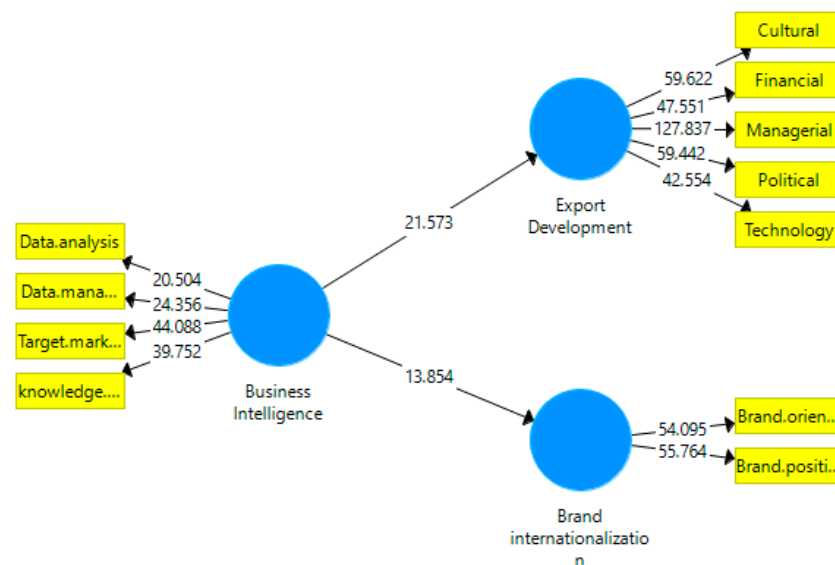 Cultural
59.622
Financial
47.551
127.837
Managerial
59.442
Political
42.554
Technology
Export
Development
21.573
Data.analysis
20.504
Data.mana...
24.356
Target.mark...
44.088
39.752
knowledge....
Business
Intelligence
13.854
Brand.orien...
54.095
55.764
Brand.positi...
Brand
internationalizatio
n